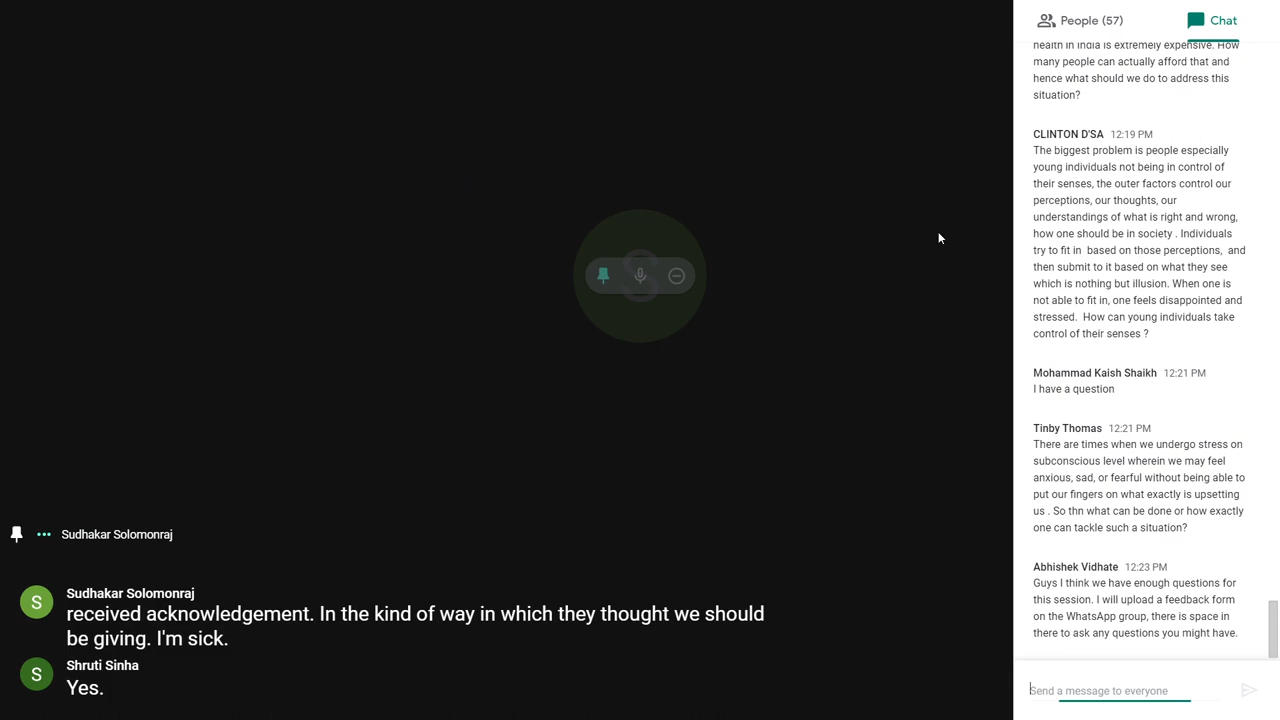 People (57)
Chat
health in India is extremely expensive. How
many people can actually afford that and
hence what should we do to address this
situation?
CLINTON D'SA 12:19 PM
The biggest problem is people especially
young individuals not being in control of
their senses, the outer factors control our
perceptions, our thoughts, our
understandings of what is right and wrong,
how one should be in society . Individuals
try to fit in based on those perceptions, and
then submit to it based on what they see
which is nothing but illusion. When one is
not able to fit in, one feels disappointed and
stressed. How can young individuals take
control of their senses ?
Mohammad Kaish Shaikh 12:21 PM
I have a question
Tinby Thomas 12:21 PM
There are times when we undergo stress on
subconscious level wherein we may feel
anxious, sad, or fearful without being able to
put our fingers on what exactly is upsetting
us . So thn what can be done or how exactly
one can tackle such a situation?
Abhishek Vidhate 12:23 PM
Guys I think we have enough questions for
this session. I will upload a feedback form
on the WhatsApp group, there is space in
there to ask any questions you might have.
Send a message to everyone
S
Sudhakar Solomonraj
S
Sudhakar Solomonraj
received acknowledgement. In the kind of way in which they thought we should
be giving. I'm sick.
S
Shruti Sinha
Yes.